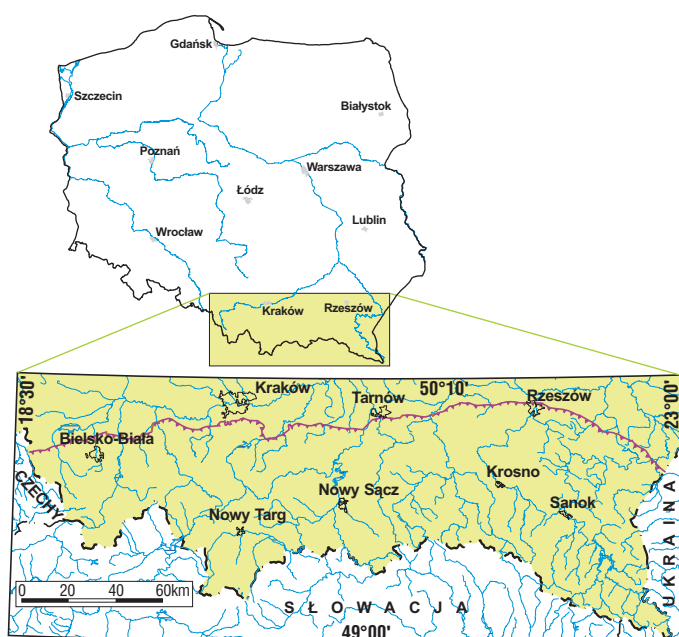 Gdańsk
Szczecin
Białystok
Poznań
Warszawa
Łódz
Lublin
Wrocław
Kraków
Rzeszów
18°30'
Kraków
50°10'
Tarnów
Rzeszów
23°00'
Bielsko-Biała
CZECHY
Krosno
Nowy Sącz
Sanok
Nowy Targ
UKRAINA
0 20 40 60km
SŁOWACJA
49°00'